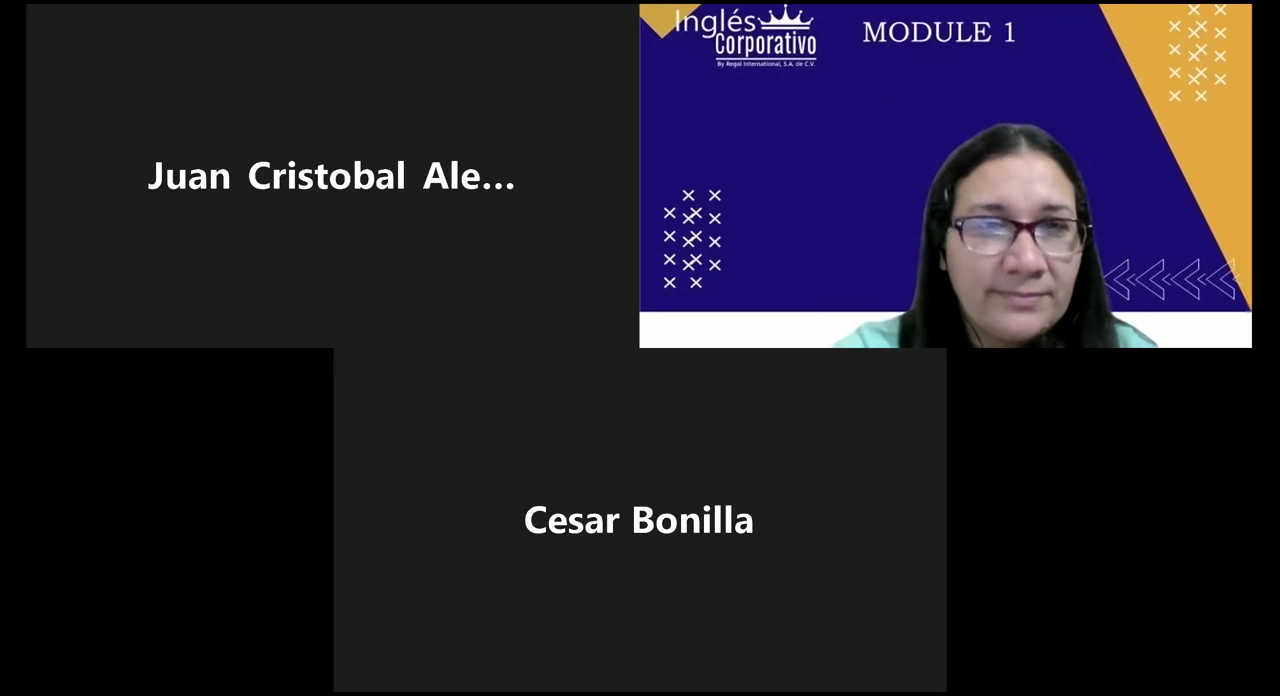 Juan Cristobal Ale...
Inglés
Corporativo
By Regal International, S.A. de C.V.
MODULE 1
Cesar Bonilla